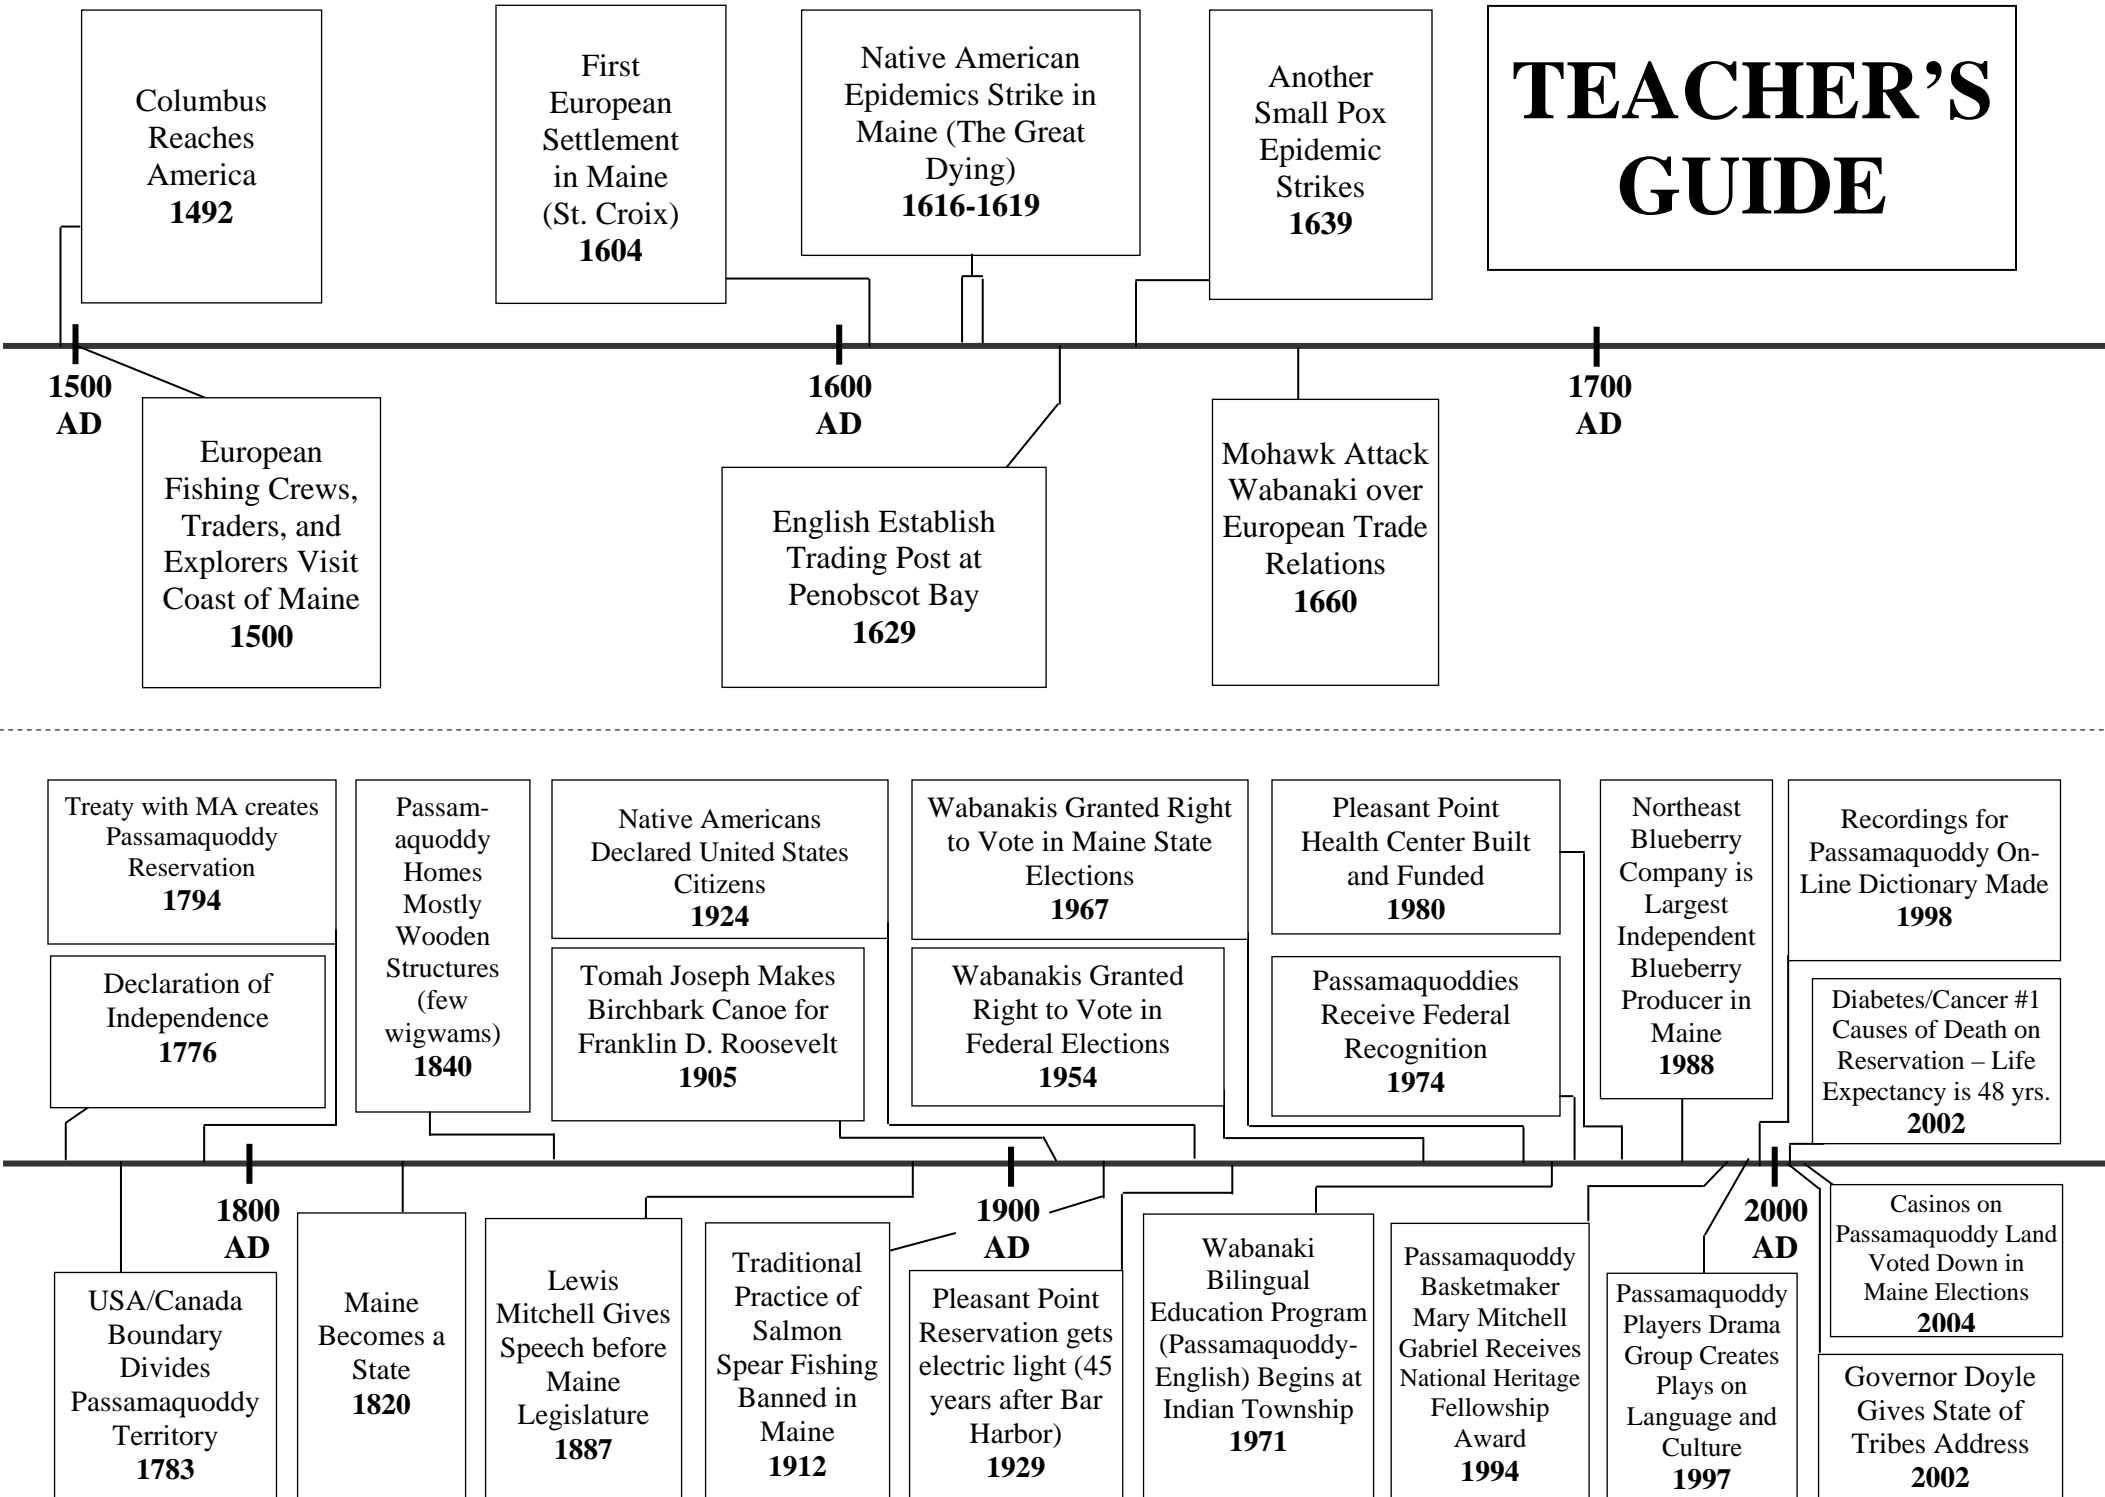 Columbus
Reaches
America
1492
First
European
Settlement
in Maine
(St. Croix)
1604
Native American
Epidemics Strike in
Maine (The Great
Dying)
1616-1619
Another
Small Pox
Epidemic
Strikes
1639
TEACHER’S
GUIDE
1500
AD
1600
AD
1700
AD
European
Fishing Crews,
Traders, and
Explorers Visit
Coast of Maine
1500
English Establish
Trading Post at
Penobscot Bay
1629
Mohawk Attack
Wabanaki over
European Trade
Relations
1660
Treaty with MA creates
Passamaquoddy
Reservation
1794
Declaration of
Independence
1776
Passam-
aquoddy
Homes
Mostly
Wooden
Structures
(few
wigwams)
1840
Native Americans
Declared United States
Citizens
1924
Tomah Joseph Makes
Birchbark Canoe for
Franklin D. Roosevelt
1905
Wabanakis Granted Right
to Vote in Maine State
Elections
1967
Wabanakis Granted
Right to Vote in
Federal Elections
1954
Pleasant Point
Health Center Built
and Funded
1980
Passamaquoddies
Receive Federal
Recognition
1974
Northeast
Blueberry
Company is
Largest
Independent
Blueberry
Producer in
Maine
1988
Recordings for
Passamaquoddy On-
Line Dictionary Made
1998
Diabetes/Cancer #1
Causes of Death on
Reservation – Life
Expectancy is 48 yrs.
2002
1800
AD
1900
AD
2000
AD
USA/Canada
Boundary
Divides
Passamaquoddy
Territory
1783
Maine
Becomes a
State
1820
Lewis
Mitchell Gives
Speech before
Maine
Legislature
1887
Traditional
Practice of
Salmon
Spear Fishing
Banned in
Maine
1912
Pleasant Point
Reservation gets
electric light (45
years after Bar
Harbor)
1929
Wabanaki
Bilingual
Education Program
(Passamaquoddy-
English) Begins at
Indian Township
1971
Passamaquoddy
Basketmaker
Mary Mitchell
Gabriel Receives
National Heritage
Fellowship
Award
1994
Passamaquoddy
Players Drama
Group Creates
Plays on
Language and
Culture
1997
Casinos on
Passamaquoddy Land
Voted Down in
Maine Elections
2004
Governor Doyle
Gives State of
Tribes Address
2002